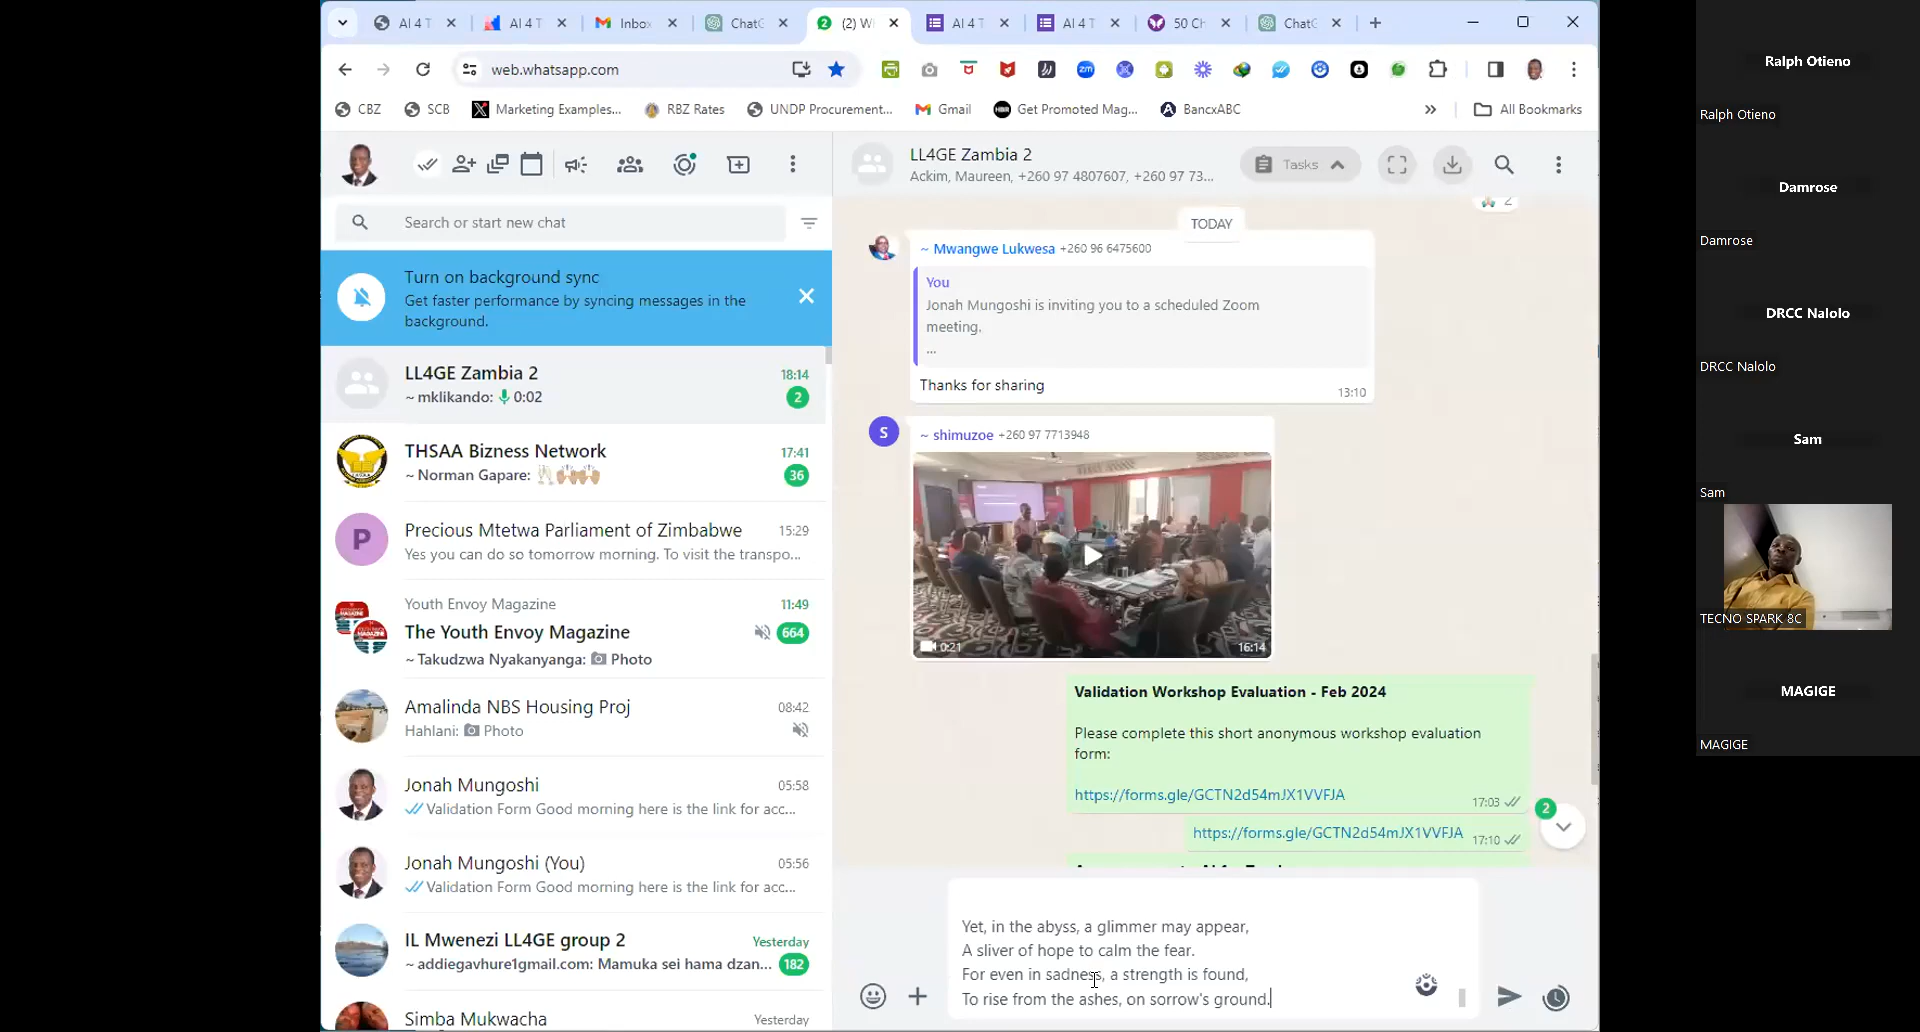 AI 4 T
AI 4 T
Inbo
ChatG
(2) W
AI 4 T
AI 4 T
50 Ch
ChatG
web.whatsapp.com
CBZ
SCB
Marketing Examples...
RBZ Rates
UNDP Procurement...
Gmail
Get Promoted Mag...
BancxABC
All Bookmarks
LL4GE Zambia 2
Ackim, Maureen, +260 97 4807607, +260 97 73...
Tasks
Search or start new chat
Turn on background sync
Get faster performance by syncing messages in the
background.
LL4GE Zambia 2
18:14
~ mklikando: 0:02
2
THSAA Bizness Network
17:41
~ Norman Gapare:
36
P
Precious Mtetwa Parliament of Zimbabwe
15:29
Yes you can do so tomorrow morning. To visit the transpo...
Youth Envoy Magazine
11:49
The Youth Envoy Magazine
664
~ Takudzwa Nyakanyanga: Photo
Amalinda NBS Housing Proj
08:42
Hahlani: Photo
Jonah Mungoshi
05:58
Validation Form Good morning here is the link for acc...
Jonah Mungoshi (You)
05:56
Validation Form Good morning here is the link for acc...
IL Mwenezi LL4GE group 2
Yesterday
~ addiegavhure1gmail.com: Mamuka sei hama dzan...
182
Simba Mukwacha
Yesterday
2
TODAY
~ Mwangwe Lukwesa +260 96 6475600
You
Jonah Mungoshi is inviting you to a scheduled Zoom
meeting.
...
Thanks for sharing
13:10
S
~ shimuzoe +260 97 7713948
0:21
16:14
Validation Workshop Evaluation - Feb 2024
Please complete this short anonymous workshop evaluation
form:
https://forms.gle/GCTN2d54mJX1VVFJA
17:03
https://forms.gle/GCTN2d54mJX1VVFJA
17:10
2
Yet, in the abyss, a glimmer may appear,
A sliver of hope to calm the fear.
For even in sadness, a strength is found,
To rise from the ashes, on sorrow's ground.
Ralph Otieno
Ralph Otieno
Damrose
Damrose
DRCC Nalolo
DRCC Nalolo
Sam
Sam
TECNO SPARK 8C
MAGIGE
MAGIGE